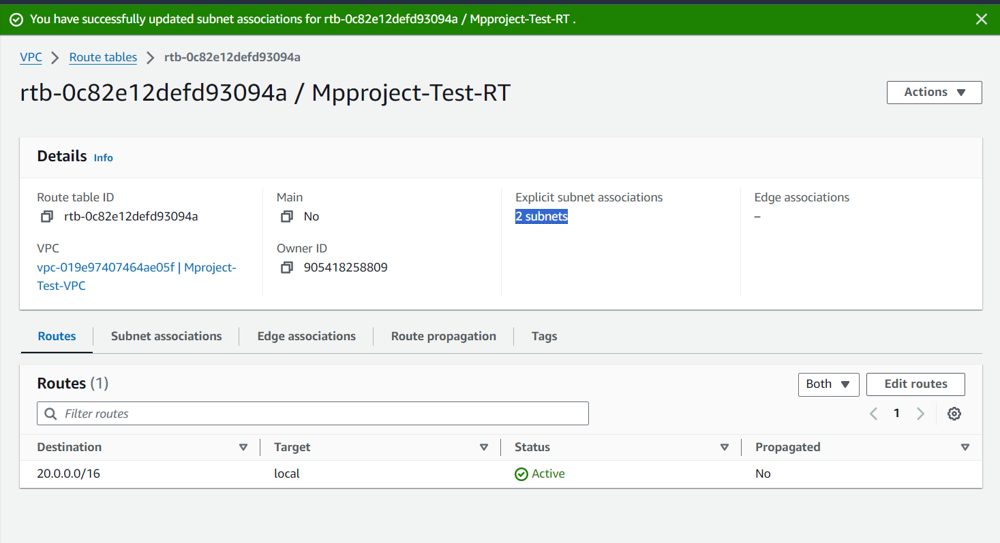 You have successfully updated subnet associations for rtb-0c82e12defd93094a / Mpproject-Test-RT .
VPC
Route tables
rtb-0c82e12defd93094a
rtb-0c82e12defd93094a / Mpproject-Test-RT
Actions
Details Info
Route table ID
rtb-0c82e12defd93094a
Main
No
Explicit subnet associations
2 subnets
Edge associations
–
VPC
vpc-019e97407464ae05f | Mproject-
Test-VPC
Owner ID
905418258809
Routes
Subnet associations
Edge associations
Route propagation
Tags
Routes (1)
Both
Edit routes
Filter routes
1
Destination
Target
Status
Propagated
20.0.0.0/16
local
Active
No